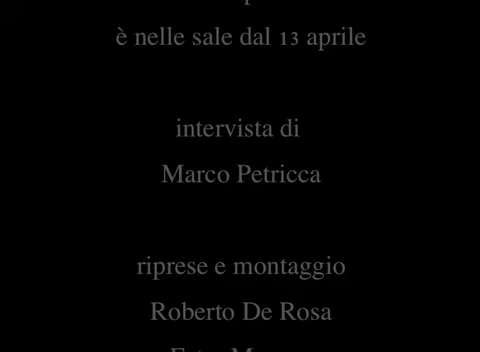 è nelle sale dal 13 aprile
intervista di
Marco Petricca
riprese e montaggio
Roberto De Rosa